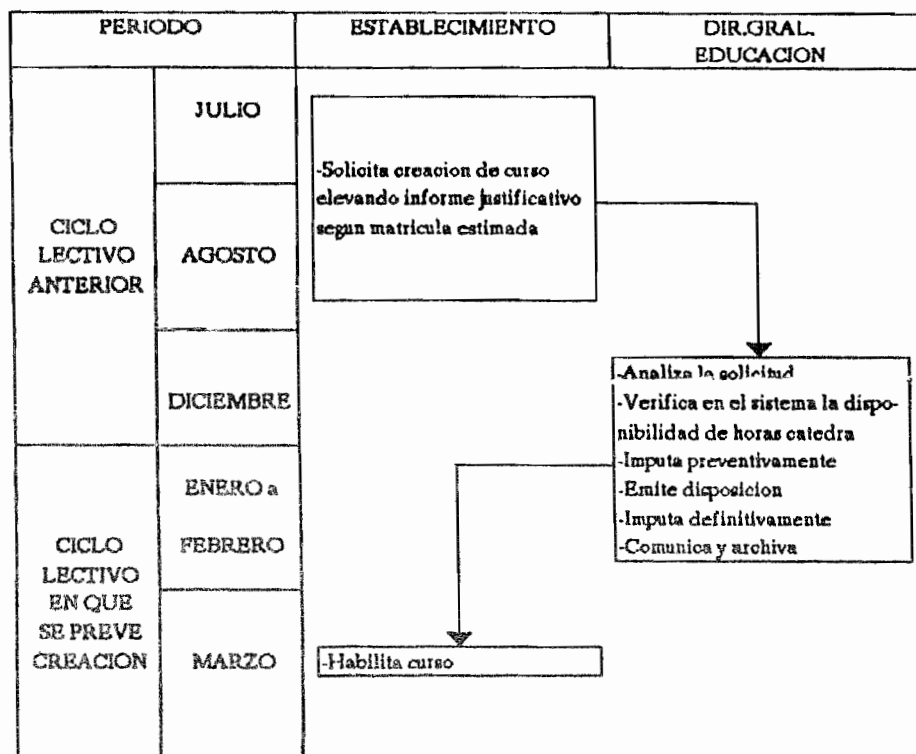 PERIODO
ESTABLECIMIENTO
DIR.GRAL.
EDUCACION
CICLO
LECTIVO
ANTERIOR
JULIO
AGOSTO
DICIEMBRE
-Solicita creacion de curso
elevando informe justificativo
segun matricula estimada
-Analiza la solicitud
-Verifica en el sistema la dispo-
nibilidad de horas catedra
-Imputa preventivamente
-Emite disposicion
-Imputa definitivamente
-Comunica y archiva
CICLO
LECTIVO
EN QUE
SE PREVE
CREACION
ENERO a
FEBRERO
MARZO
-Habilita curso